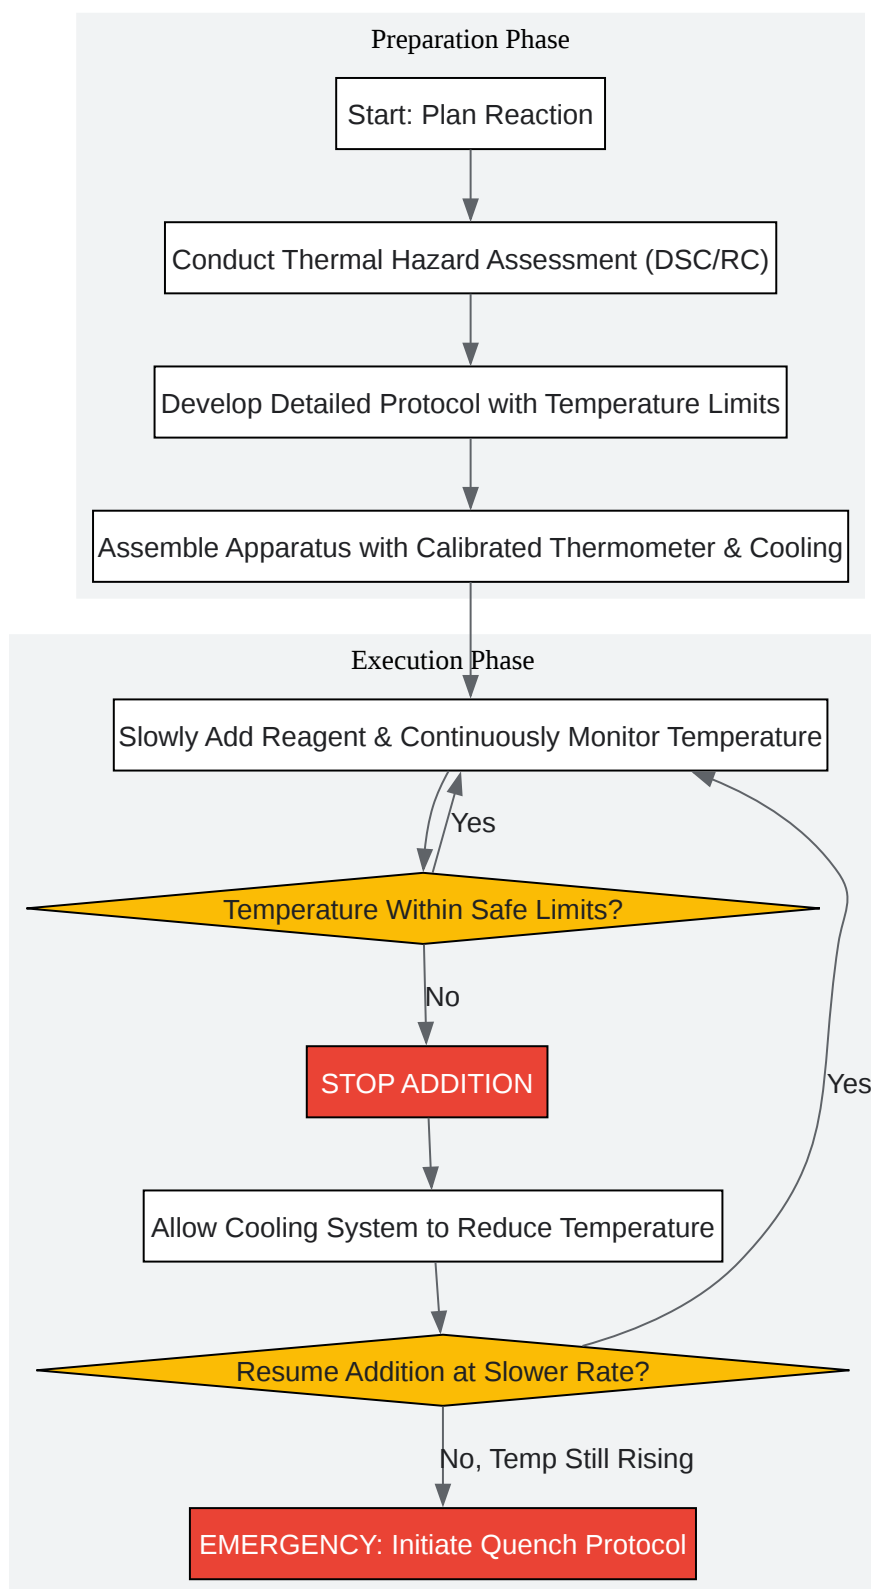 Preparation Phase
Start: Plan Reaction
Conduct Thermal Hazard Assessment (DSC/RC)
Develop Detailed Protocol with Temperature Limits
Assemble Apparatus with Calibrated Thermometer & Cooling
Execution Phase
Slowly Add Reagent & Continuously Monitor Temperature
Yes
Temperature Within Safe Limits?
No
STOP ADDITION
Yes
Allow Cooling System to Reduce Temperature
Resume Addition at Slower Rate?
No, Temp Still Rising
EMERGENCY: Initiate Quench Protocol